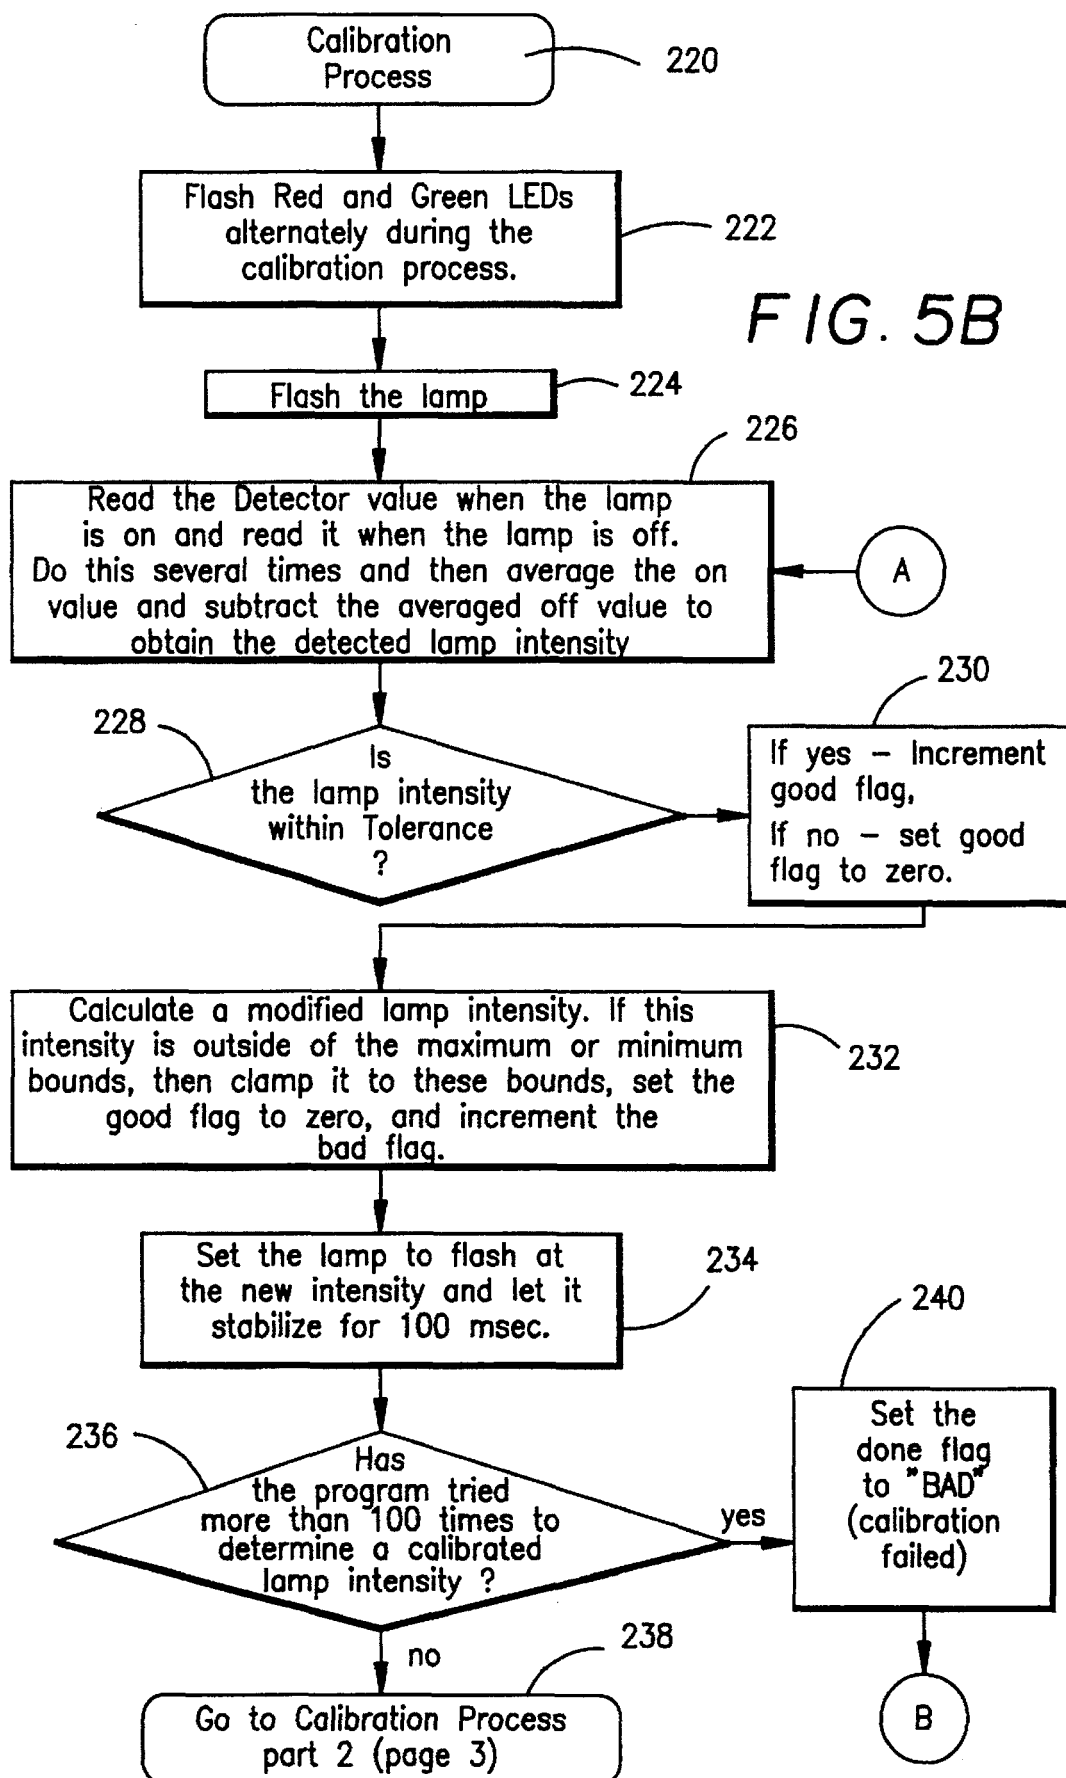 Calibration
Process
220
Flash Red and Green LEDs
alternately during the
calibration process.
222
FIG. 5B
Flash the lamp
224
226
Read the Detector value when the lamp
is on and read it when the lamp is off.
Do this several times and then average the on
value and subtract the averaged off value to
obtain the detected lamp intensity
A
228
Is
the lamp intensity
within Tolerance
?
230
If yes – Increment
good flag,
If no – set good
flag to zero.
Calculate a modified lamp intensity. If this
intensity is outside of the maximum or minimum
bounds, then clamp it to these bounds, set the
good flag to zero, and increment the
bad flag.
232
Set the lamp to flash at
the new intensity and let it
stabilize for 100 msec.
234
236
Has
the program tried
more than 100 times to
determine a calibrated
lamp intensity ?
yes
240
Set the
done flag
to "BAD"
(calibration
failed)
no
238
Go to Calibration Process
part 2 (page 3)
B